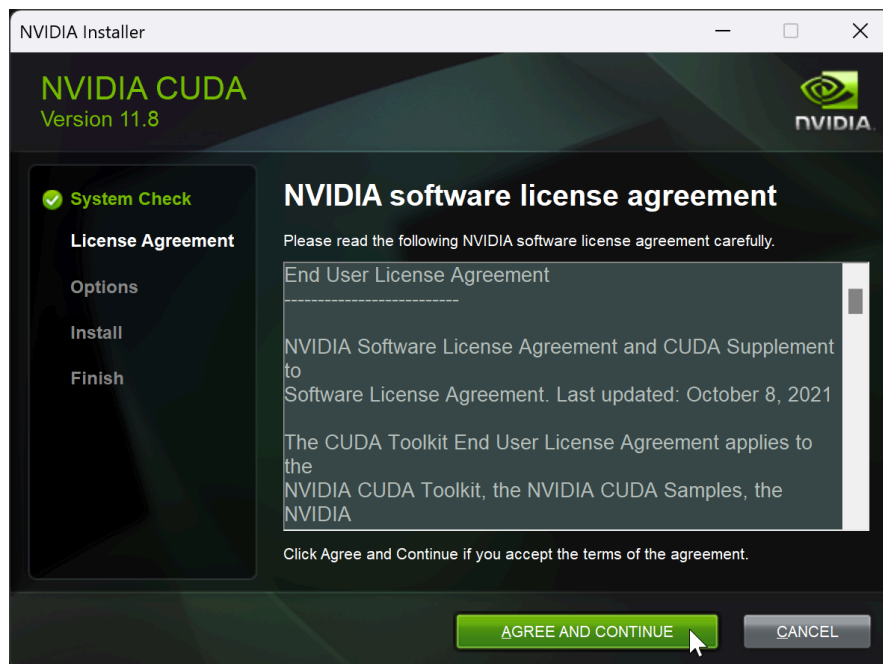 NVIDIA Installer
NVIDIA CUDA
Version 11.8
NVIDIA.
System Check
License Agreement
Options
Install
Finish
NVIDIA software license agreement
Please read the following NVIDIA software license agreement carefully.
End User License Agreement
--------------------------
NVIDIA Software License Agreement and CUDA Supplement
to
Software License Agreement. Last updated: October 8, 2021
The CUDA Toolkit End User License Agreement applies to
the
NVIDIA CUDA Toolkit, the NVIDIA CUDA Samples, the
NVIDIA
Click Agree and Continue if you accept the terms of the agreement.
AGREE AND CONTINUE
CANCEL